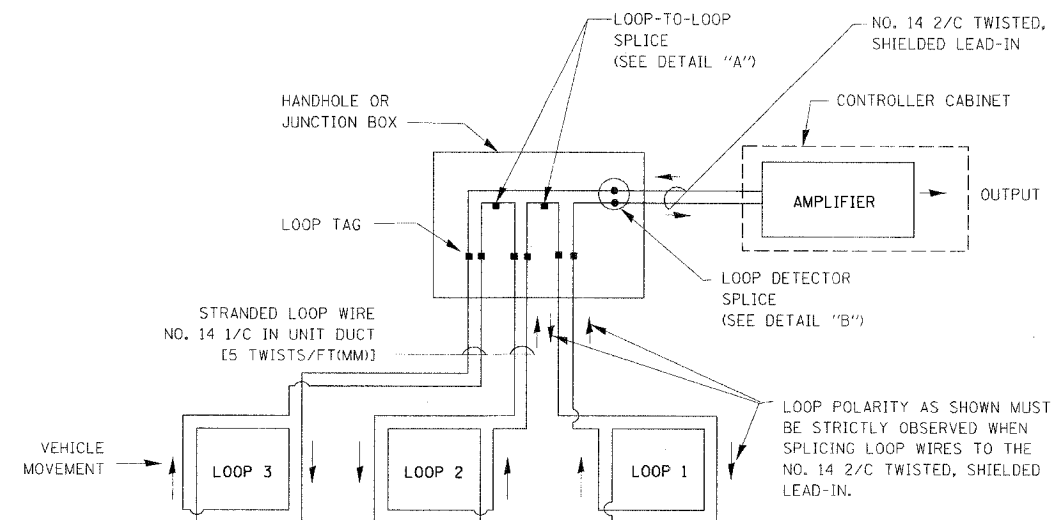 LOOP-TO-LOOP
SPLICE
(SEE DETAIL "A")
NO. 14 2/C TWISTED,
SHIELDED LEAD-IN
HANDHOLE OR
JUNCTION BOX
CONTROLLER CABINET
AMPLIFIER
OUTPUT
LOOP TAG
LOOP DETECTOR
SPLICE
(SEE DETAIL "B")
STRANDED LOOP WIRE
NO. 14 1/C IN UNIT DUCT
[5 TWISTS/FT(MM)]
LOOP POLARITY AS SHOWN MUST
BE STRICTLY OBSERVED WHEN
SPLICING LOOP WIRES TO THE
NO. 14 2/C TWISTED, SHIELDED
LEAD-IN.
VEHICLE
MOVEMENT
LOOP 3
LOOP 2
LOOP 1